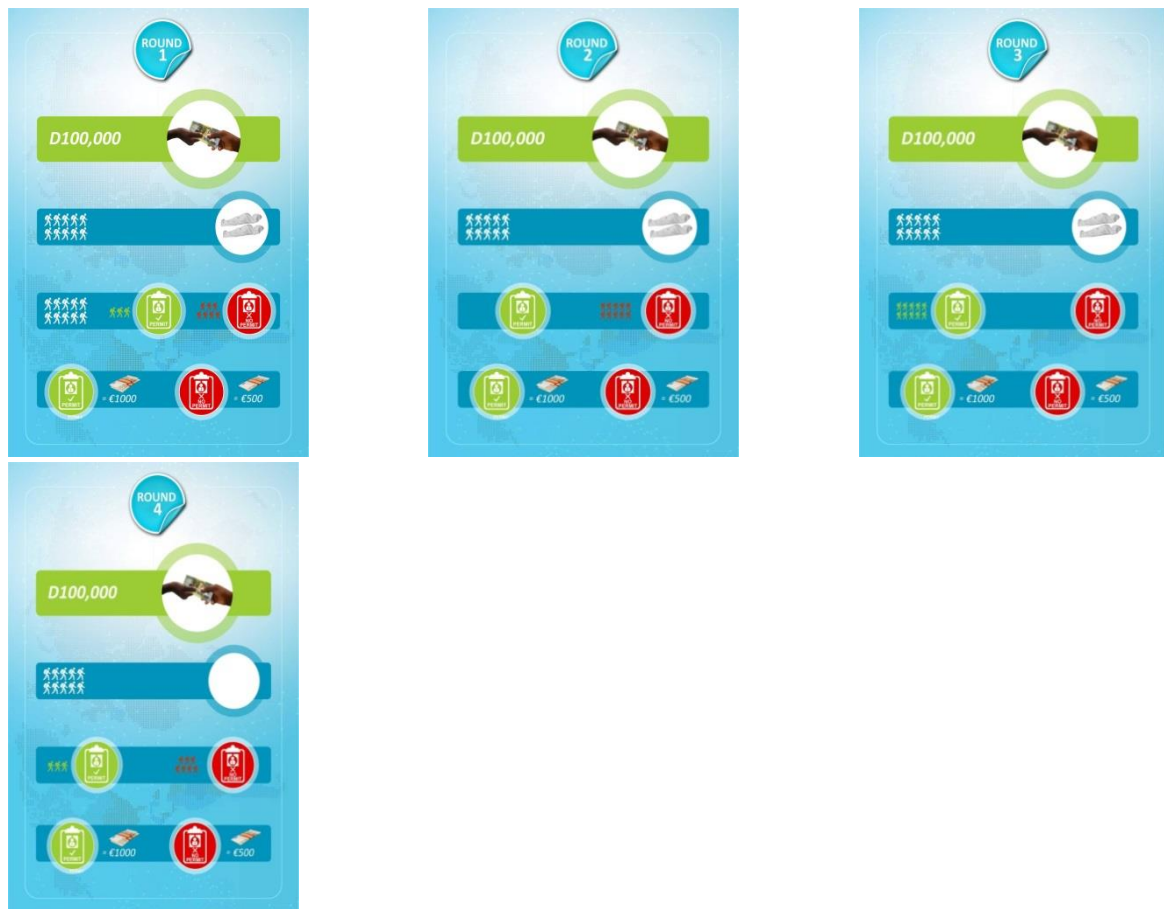 ROUND
1
D100,000
PERMIT
NO
PERMIT
PERMIT
= €1000
NO
PERMIT
= €500
ROUND
2
D100,000
PERMIT
NO
PERMIT
PERMIT
= €1000
NO
PERMIT
= €500
ROUND
3
D100,000
PERMIT
NO
PERMIT
PERMIT
= €1000
NO
PERMIT
= €500
ROUND
4
D100,000
PERMIT
NO
PERMIT
PERMIT
= €1000
NO
PERMIT
= €500